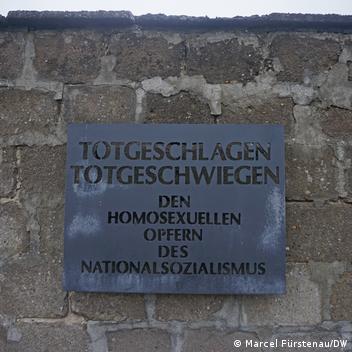 TOTGESCHLAGEN
TOTGESCHWIEGEN
DEN
HOMOSEXUELLEN
OPFERN
DES
NATIONALSOZIALISMUS
© Marcel Fürstenau/DW